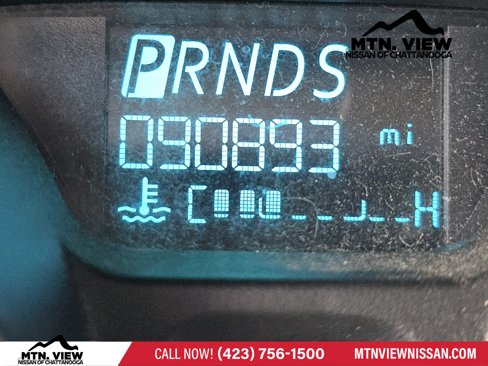 MTN. VIEW
NISSAN OF CHATTANOOGA
PRNDS
090893 mi
C H
MTN. VIEW
NISSAN OF CHATTANOOGA
CALL NOW! (423) 756-1500
MTNVIEWNISSAN.COM